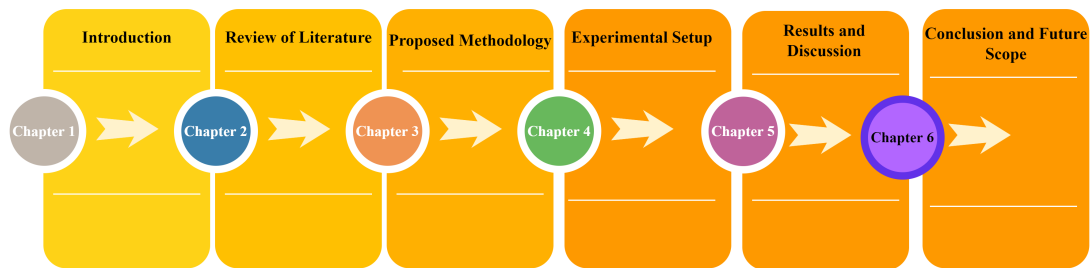 Introduction
Review of Literature
Proposed Methodology
Experimental Setup
Results and
Discussion
Conclusion and Future
Scope
Chapter 1
Chapter 2
Chapter 3
Chapter 4
Chapter 5
Chapter 6